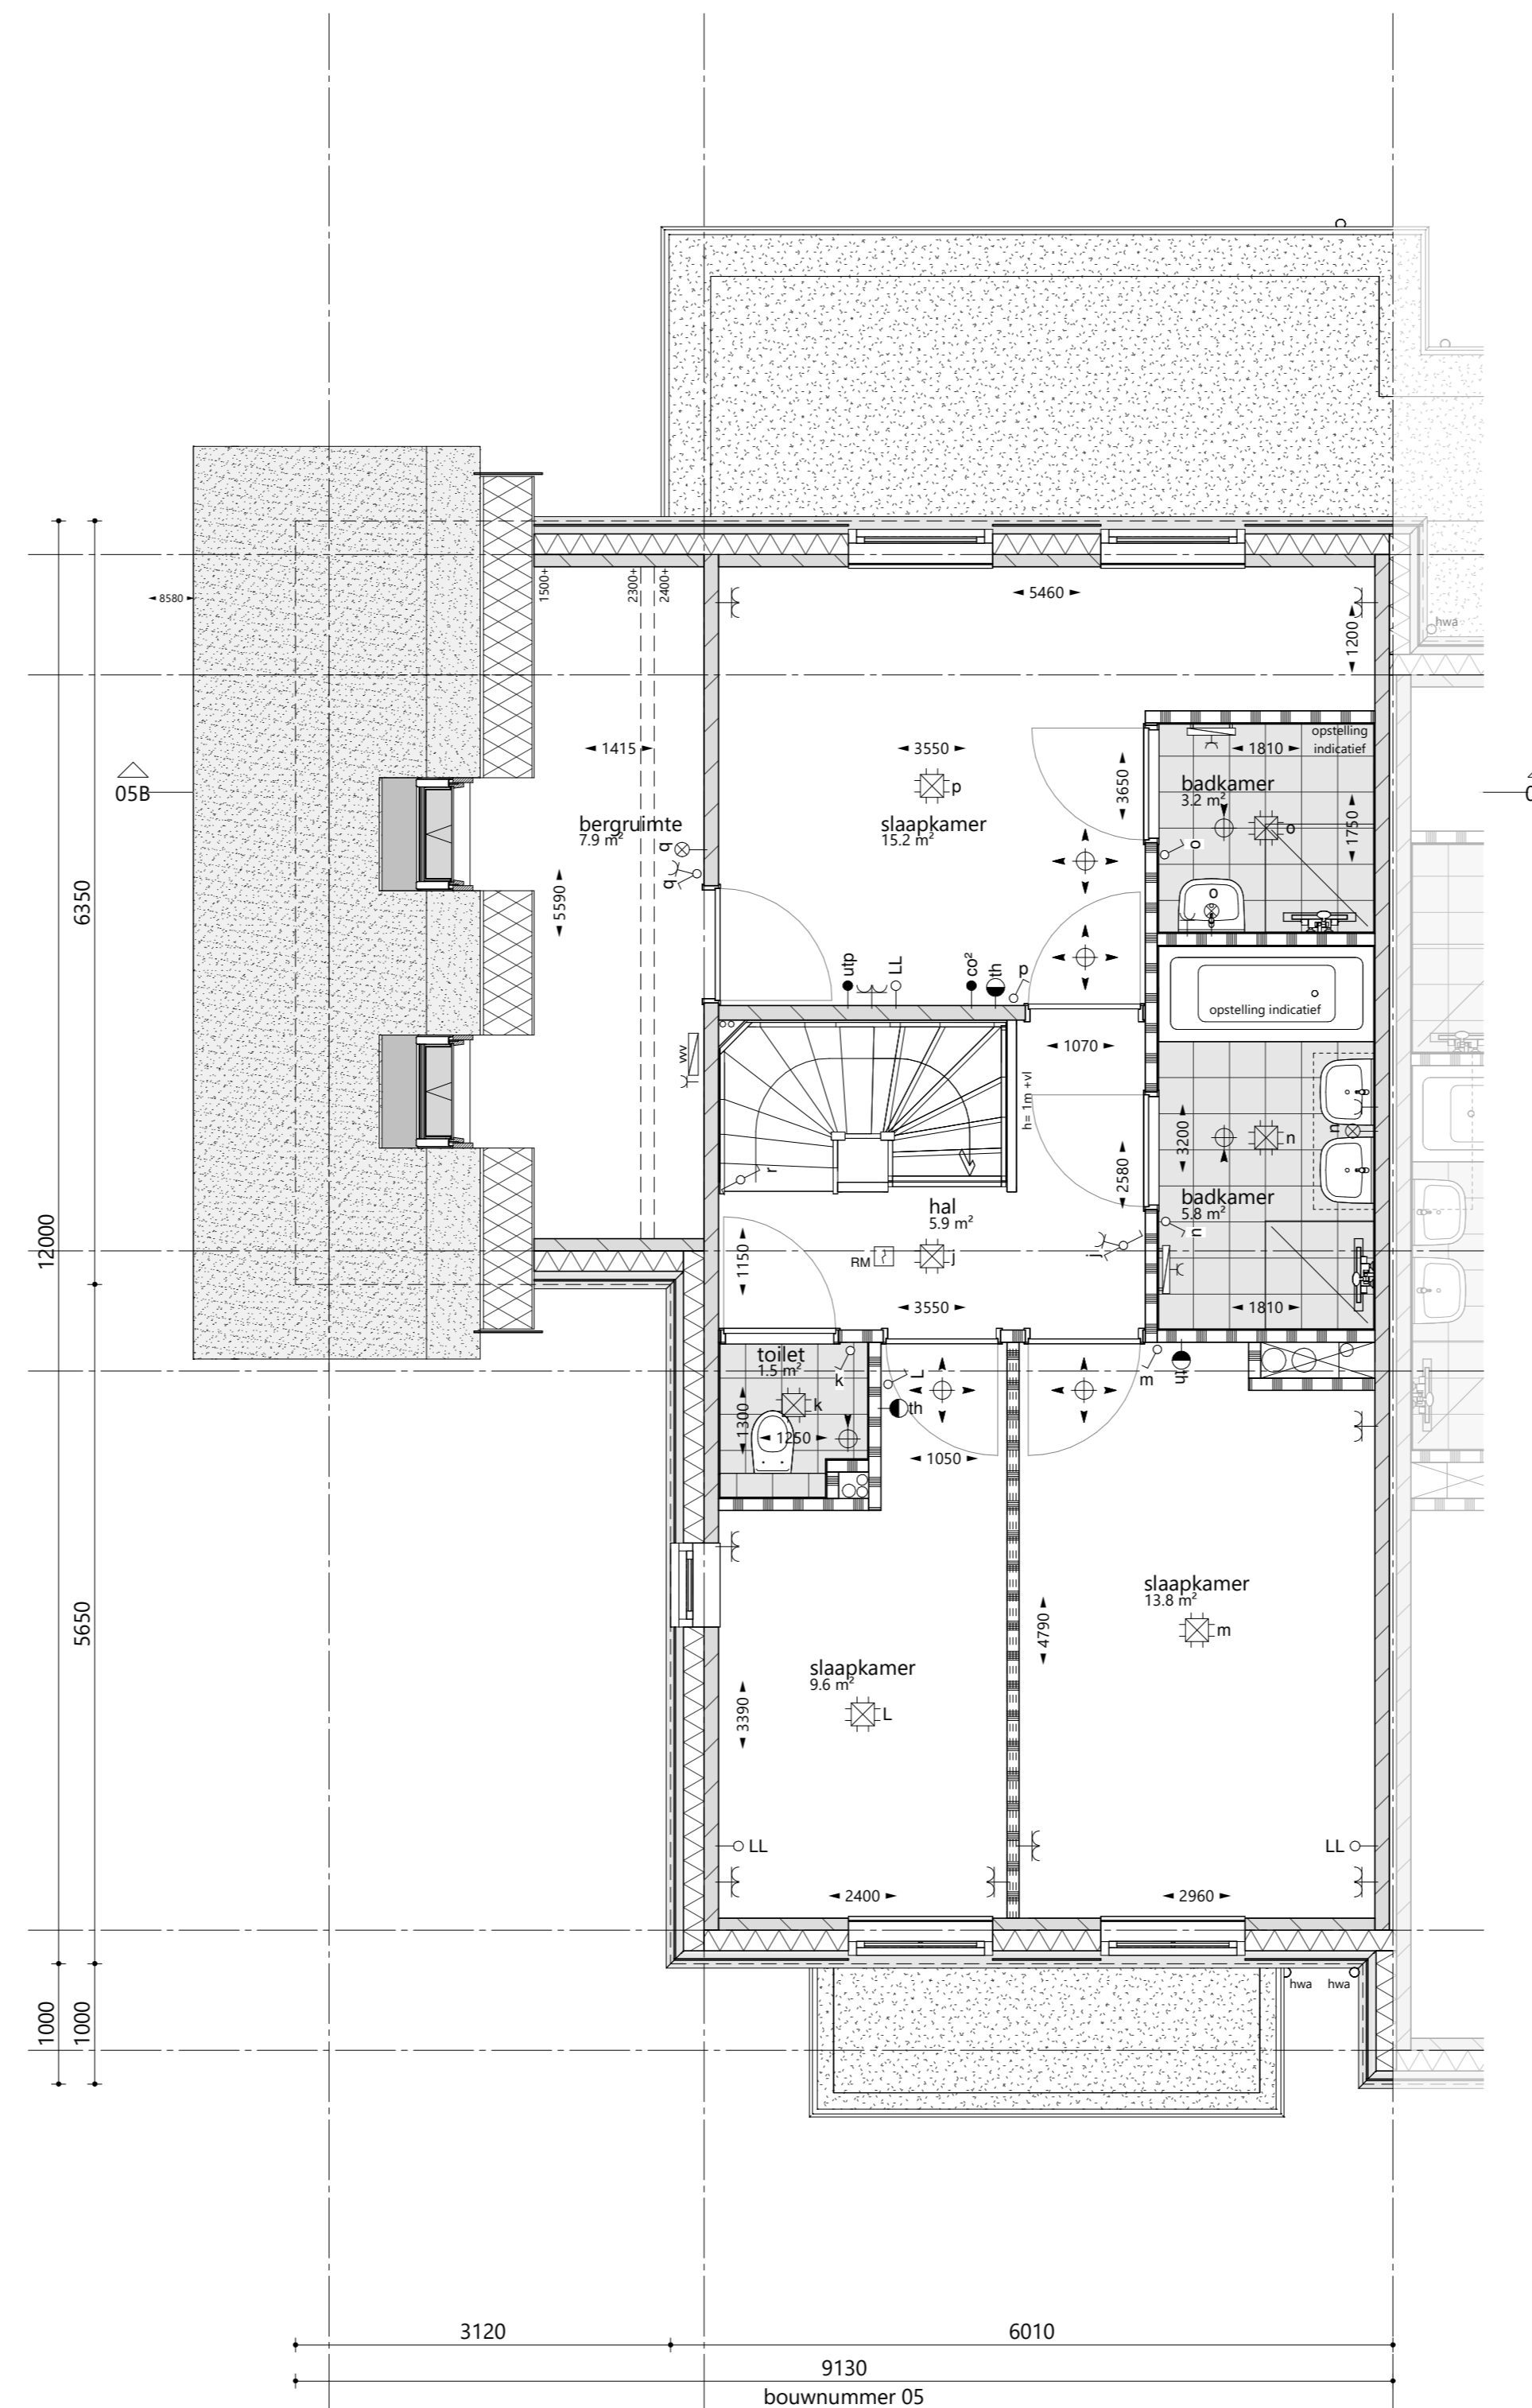 hwa
8580
1500+
2300+
2400+
5460
1200
1415
3550
p
3650
1810
opstelling
indicatief
05B
badkamer
3.2 m²
o
1750
bergruimte
7.9 m²
slaapkamer
15.2 m²
q
q
o
6350
5590
o
utp
LL
co²
th
p
opstelling indicatief
wv
1070
h= 1m +vl
3200
n
n
r
2580
badkamer
5.8 m²
hal
5.9 m²
n
12000
1150
RM
j
j
3550
1810
toilet
1.5 m²
k
k
L
th
m
th
1300
1250
1050
slaapkamer
13.8 m²
m
5650
4790
slaapkamer
9.6 m²
L
3390
LL
LL
2400
2960
hwa
hwa
1000
1000
3120
6010
9130
bouwnummer 05